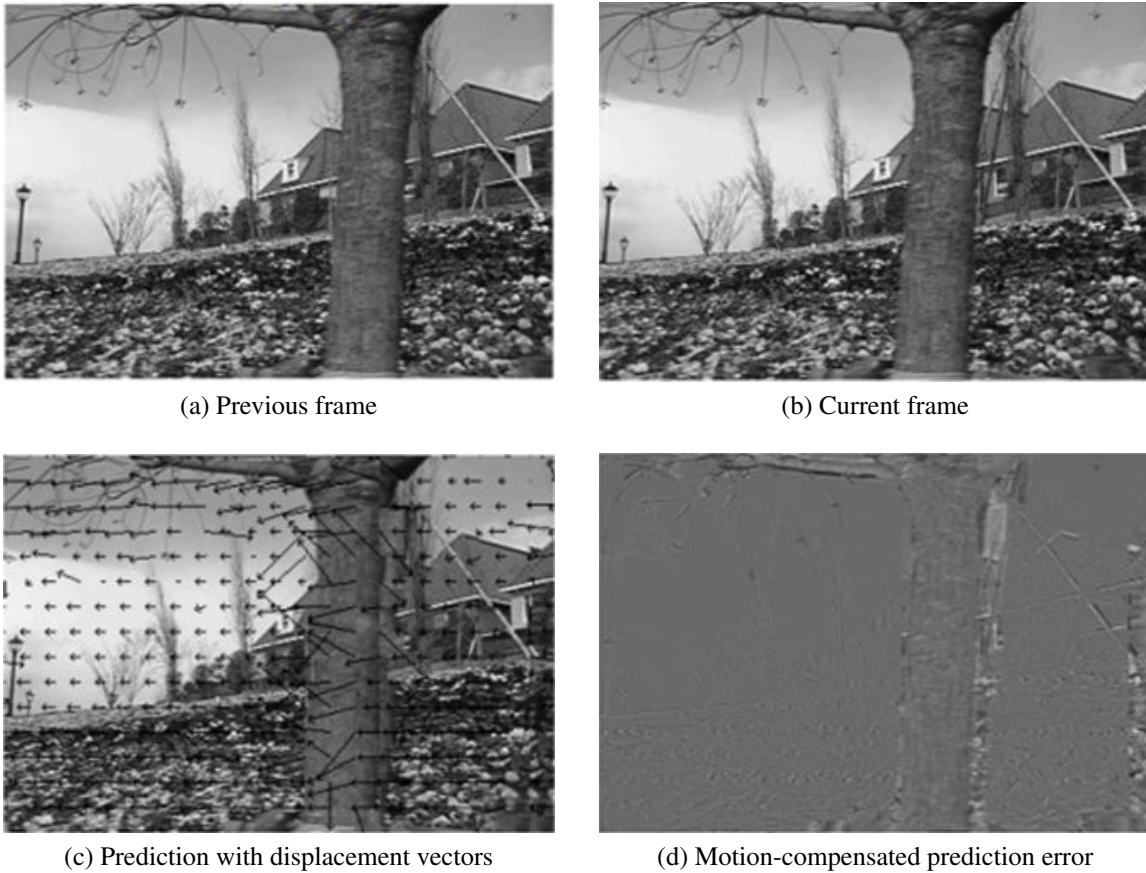 (a) Previous frame
(b) Current frame
(c) Prediction with displacement vectors
(d) Motion-compensated prediction error